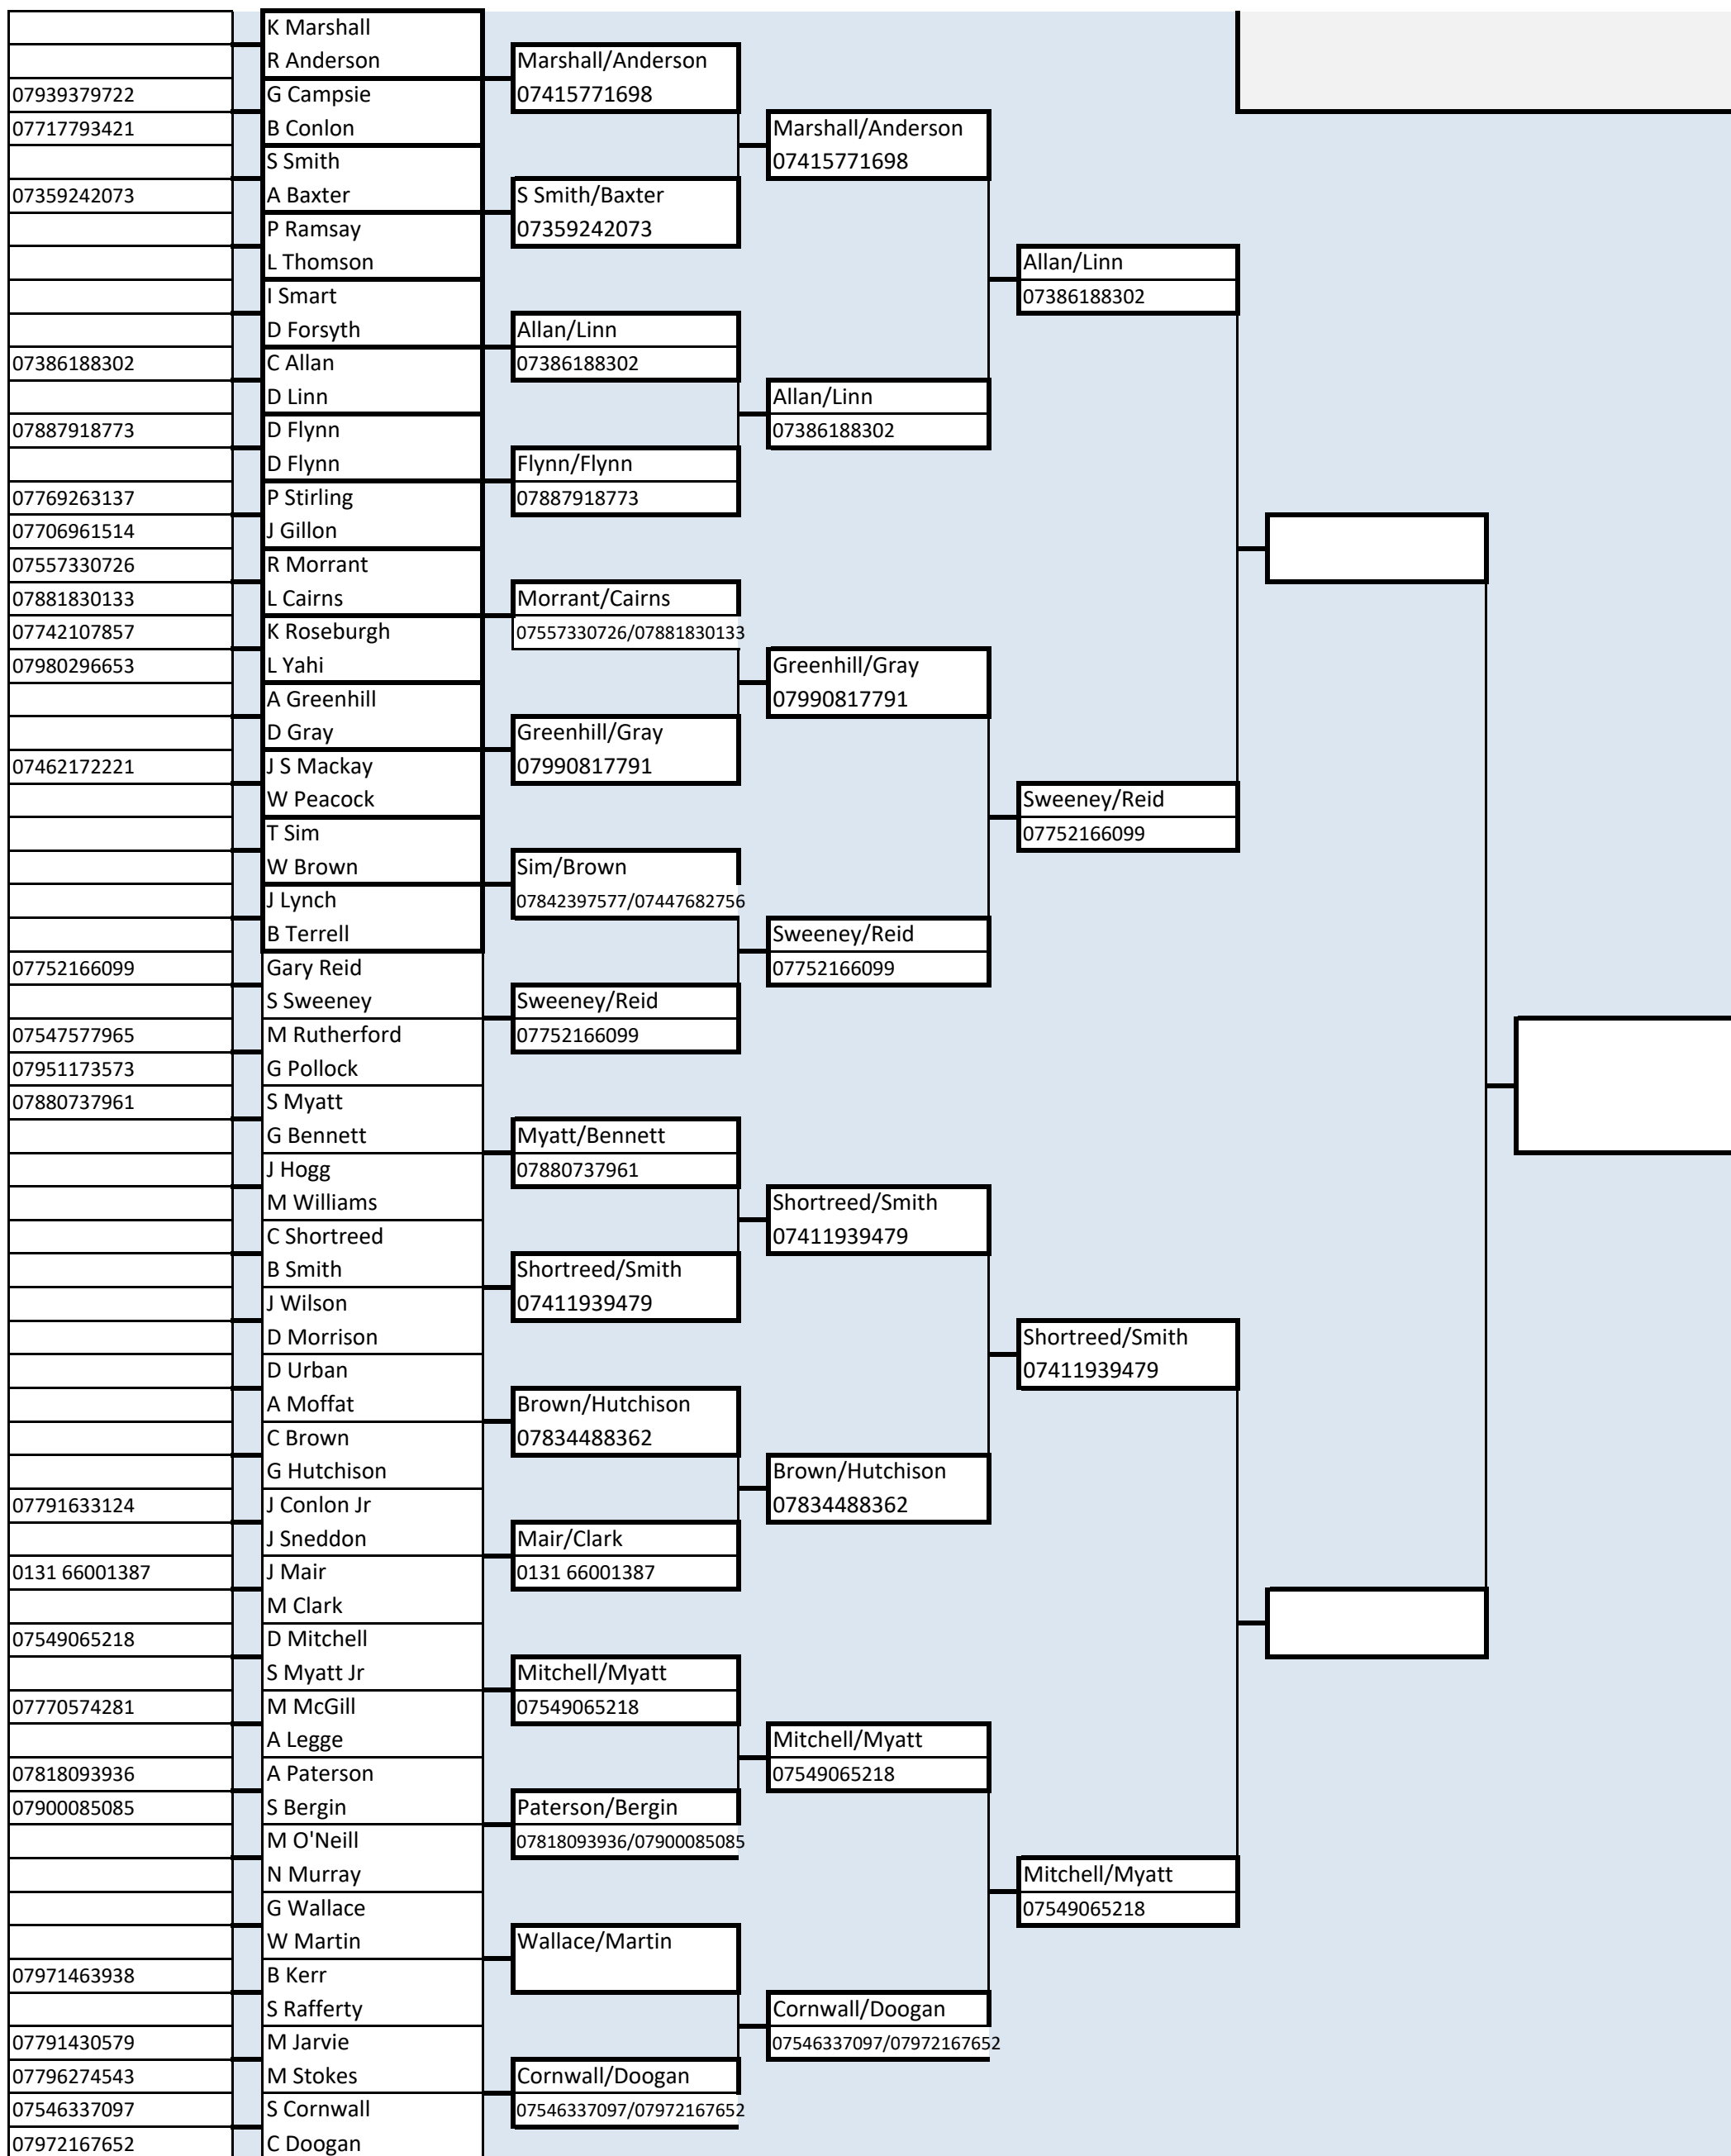 K Marshall
R Anderson
Marshall/Anderson
07939379722 G Campsie 07415771698
07717793421 B Conlon Marshall/Anderson
S Smith 07415771698
07359242073 A Baxter S Smith/Baxter
P Ramsay 07359242073
L Thomson Allan/Linn
I Smart 07386188302
D Forsyth Allan/Linn
07386188302 C Allan 07386188302
D Linn Allan/Linn
07887918773 D Flynn 07386188302
D Flynn Flynn/Flynn
07769263137 P Stirling 07887918773
07706961514 J Gillon
07557330726 R Morrant
07881830133 L Cairns Morrant/Cairns
07742107857 K Roseburgh 07557330726/07881830133
07980296653 L Yahi Greenhill/Gray
A Greenhill 07990817791
D Gray Greenhill/Gray
07462172221 J S Mackay 07990817791
W Peacock Sweeney/Reid
T Sim 07752166099
W Brown Sim/Brown
J Lynch 07842397577/07447682756
B Terrell Sweeney/Reid
07752166099 Gary Reid 07752166099
S Sweeney Sweeney/Reid
07547577965 M Rutherford 07752166099
07951173573 G Pollock
07880737961 S Myatt
G Bennett Myatt/Bennett
J Hogg 07880737961
M Williams Shortreed/Smith
C Shortreed 07411939479
B Smith Shortreed/Smith
J Wilson 07411939479
D Morrison Shortreed/Smith
D Urban 07411939479
A Moffat Brown/Hutchison
C Brown 07834488362
G Hutchison Brown/Hutchison
07791633124 J Conlon Jr 07834488362
J Sneddon Mair/Clark
0131 66001387 J Mair 0131 66001387
M Clark
07549065218 D Mitchell
S Myatt Jr Mitchell/Myatt
07770574281 M McGill 07549065218
A Legge Mitchell/Myatt
07818093936 A Paterson 07549065218
07900085085 S Bergin Paterson/Bergin
M O'Neill 07818093936/07900085085
N Murray Mitchell/Myatt
G Wallace 07549065218
W Martin Wallace/Martin
07971463938 B Kerr
S Rafferty Cornwall/Doogan
07791430579 M Jarvie 07546337097/07972167652
07796274543 M Stokes Cornwall/Doogan
07546337097 S Cornwall 07546337097/07972167652
07972167652 C Doogan